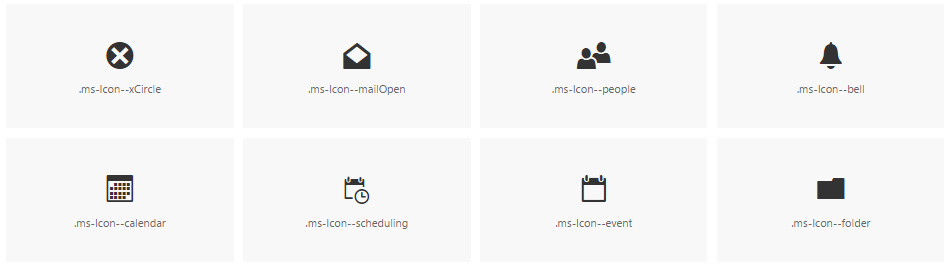 .ms-Icon--xCircle
.ms-Icon--mailOpen
.ms-Icon--people
.ms-Icon--bell
.ms-Icon--calendar
.ms-Icon--scheduling
.ms-Icon--event
.ms-Icon--folder